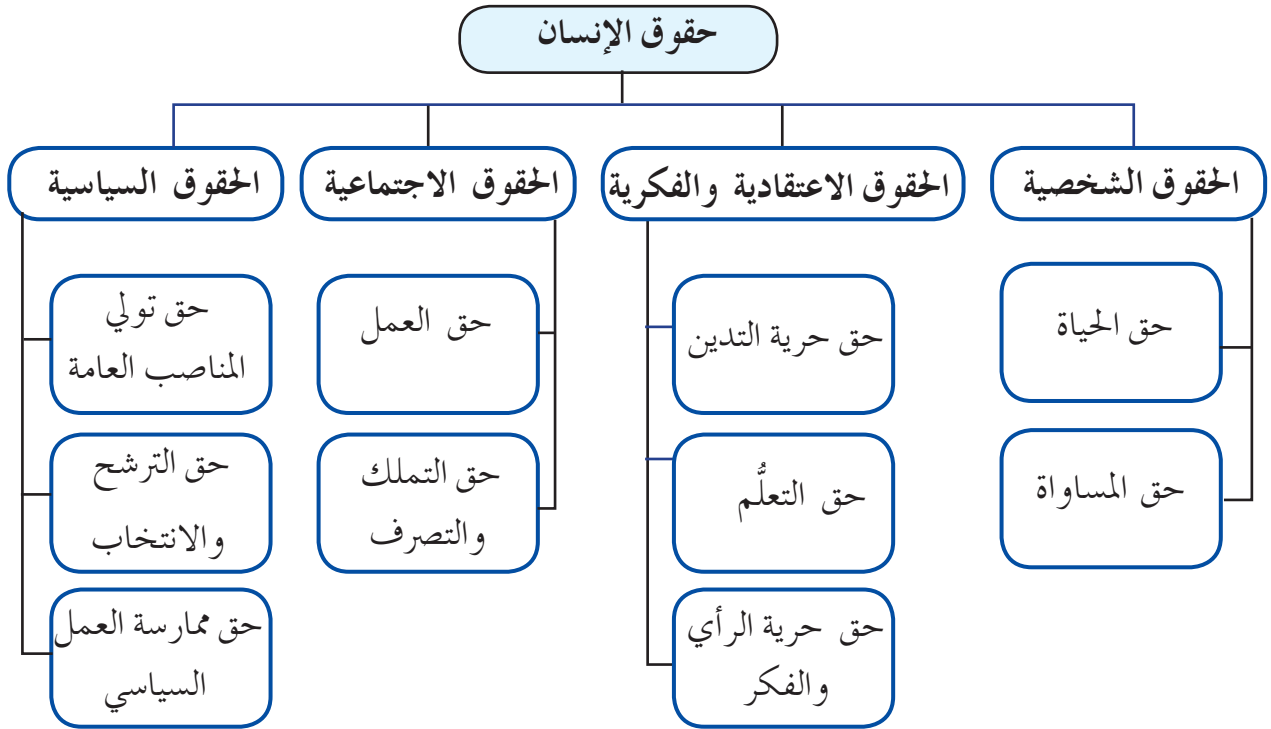 حقوق الإنسان
الحقوق الشخصية
حق الحياة
حق المساواة
الحقوق الاعتقادية والفكرية
حق حرية التدين
حق التعلُّم
حق حرية الرأي
والفكر
الحقوق الاجتماعية
حق العمل
حق التملك
والتصرف
الحقوق السياسية
حق تولي
المناصب العامة
حق الترشح
والانتخاب
حق ممارسة العمل
السياسي